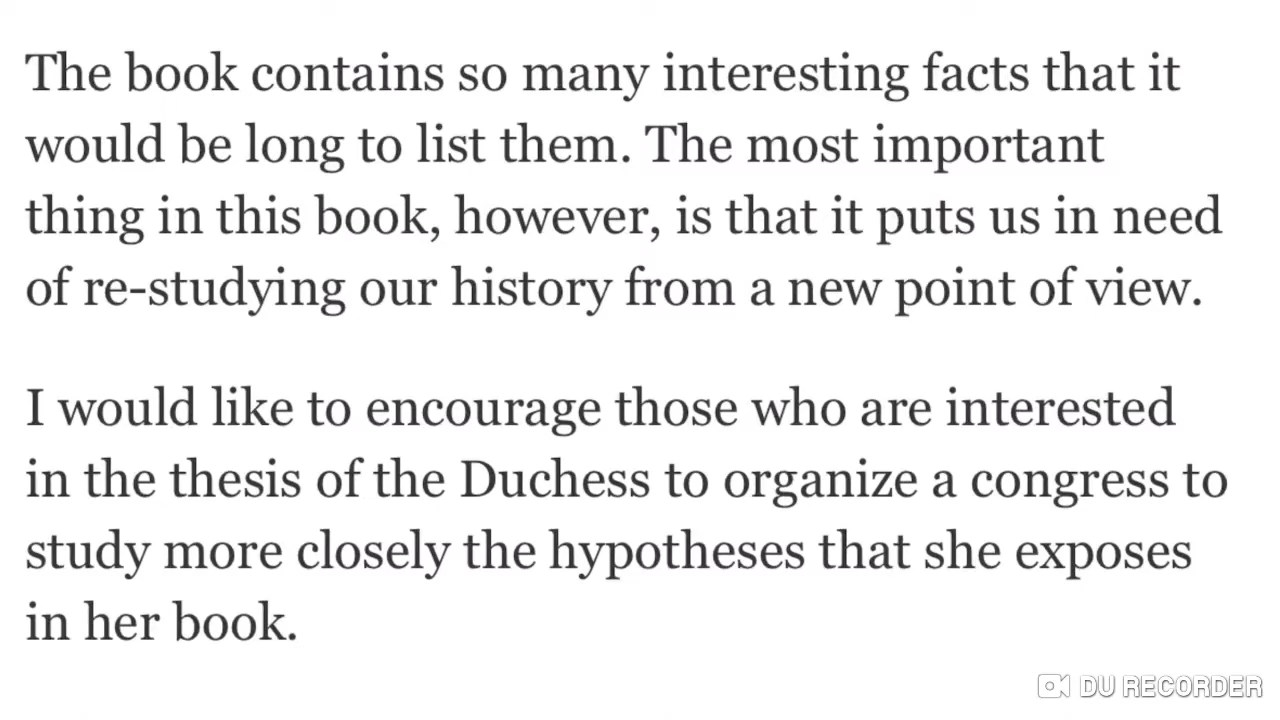 The book contains so many interesting facts that it
would be long to list them. The most important
thing in this book, however, is that it puts us in need
of re-studying our history from a new point of view.
I would like to encourage those who are interested
in the thesis of the Duchess to organize a congress to
study more closely the hypotheses that she exposes
in her book.
DU RECORDER